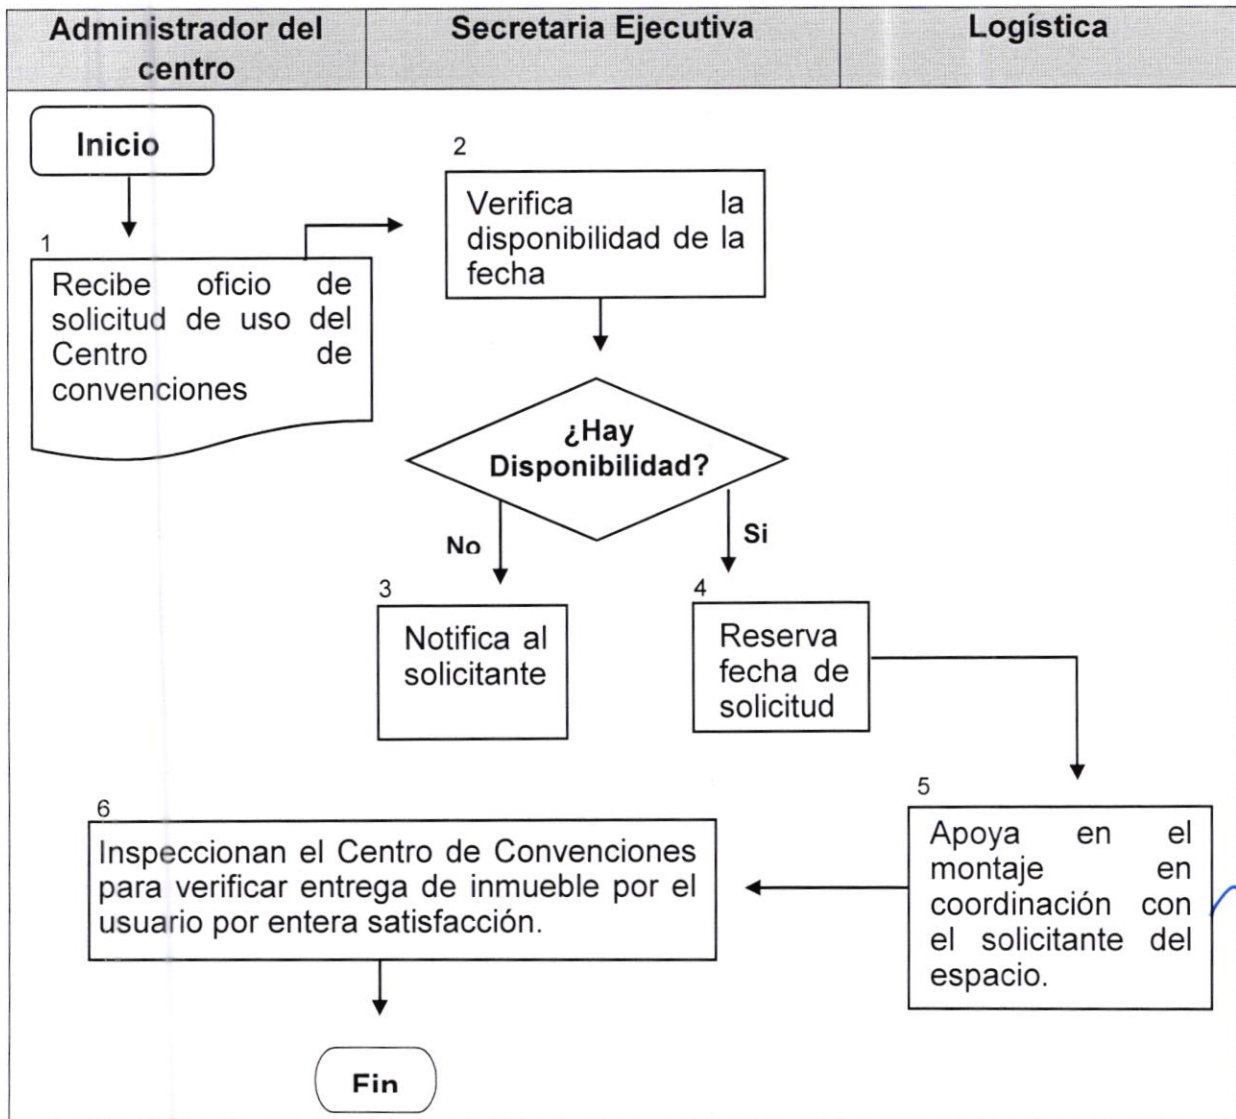 Administrador del
centro
Secretaria Ejecutiva
Logística
Inicio
1
Recibe oficio de
solicitud de uso del
Centro de
convenciones
2
Verifica la
disponibilidad de la
fecha
¿Hay
Disponibilidad?
No
Si
3
Notifica al
solicitante
4
Reserva
fecha de
solicitud
5
Apoya en el
montaje en
coordinación con
el solicitante del
espacio.
6
Inspeccionan el Centro de Convenciones
para verificar entrega de inmueble por el
usuario por entera satisfacción.
Fin